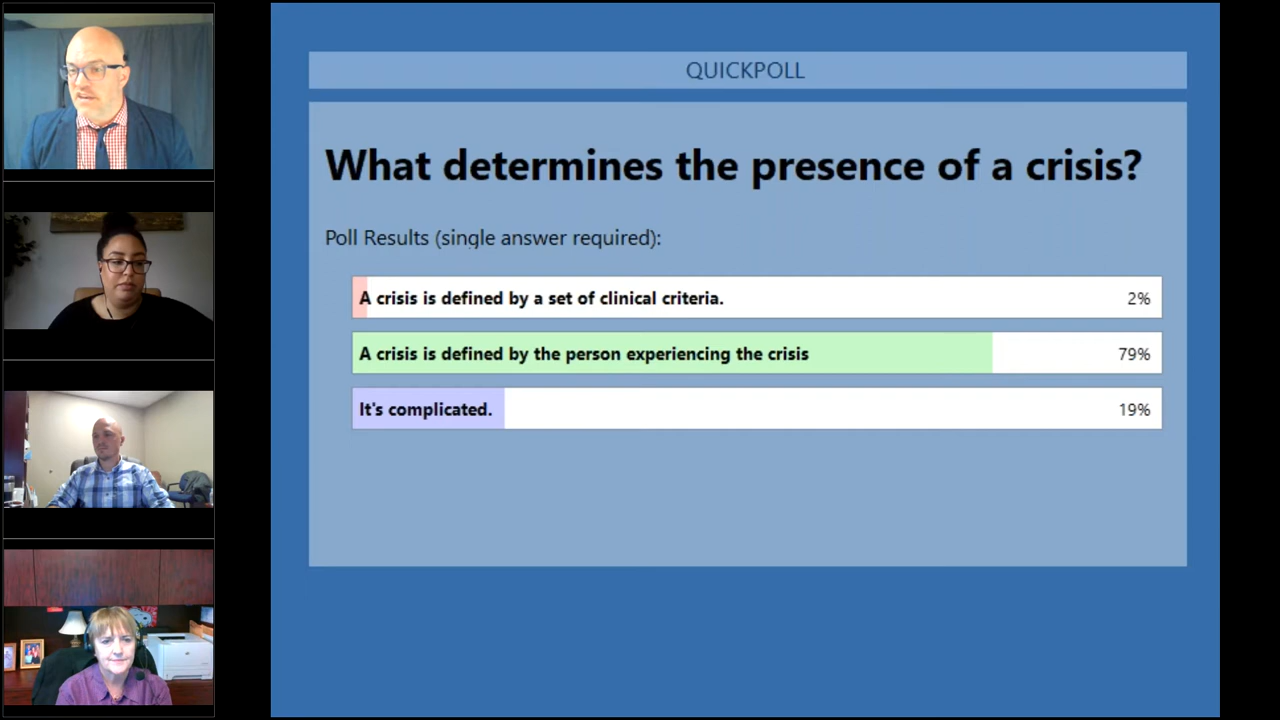 QUICKPOLL
What determines the presence of a crisis?
Poll Results (single answer required):
A crisis is defined by a set of clinical criteria. 2%
A crisis is defined by the person experiencing the crisis 79%
It's complicated. 19%